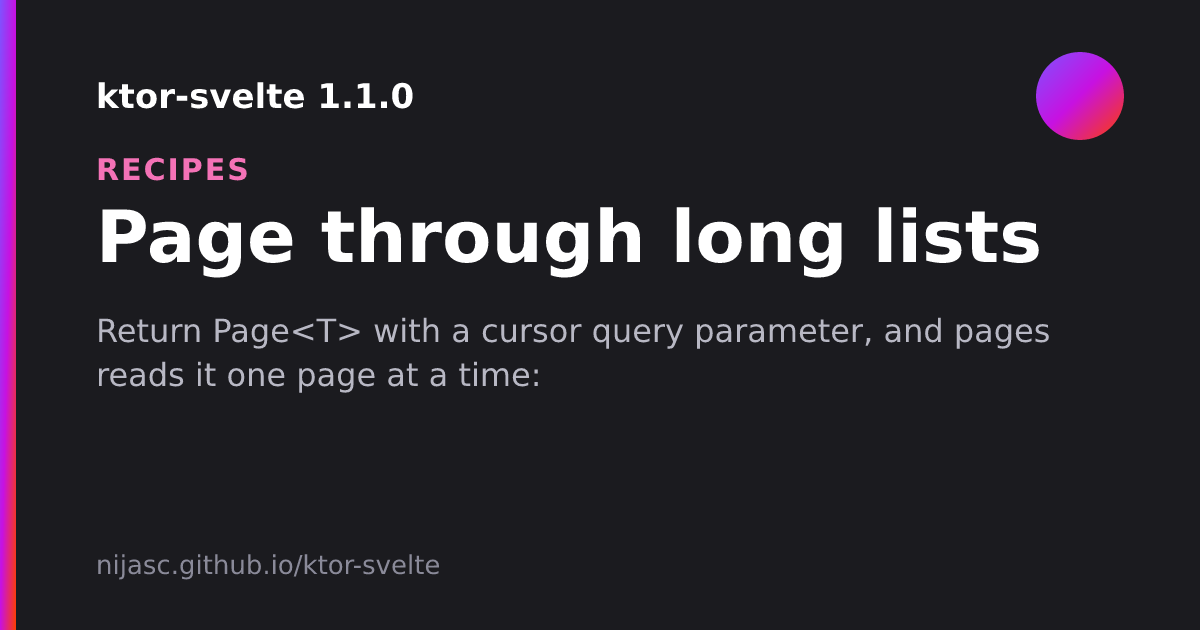 ktor-svelte 1.1.0
RECIPES
Page through long lists
Return Page<T> with a cursor query parameter, and pages
reads it one page at a time:
nijasc.github.io/ktor-svelte